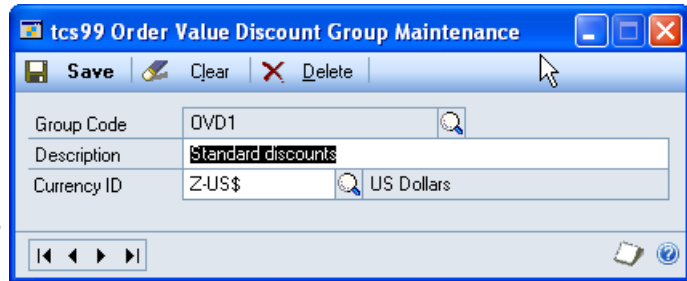 tcs99 Order Value Discount Group Maintenance
Save Clear Delete
Group Code OVD1
Description Standard discounts
Currency ID Z-US$ US Dollars